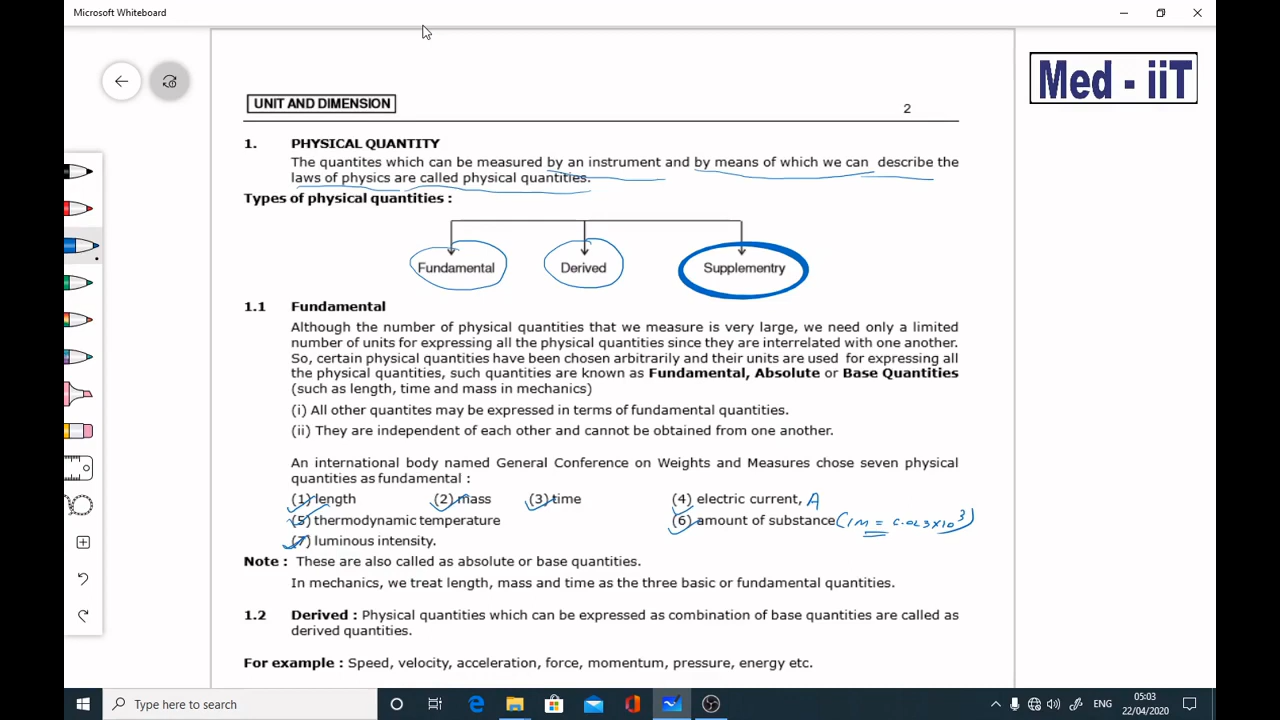 Microsoft Whiteboard
Med - iiT
UNIT AND DIMENSION
2
1. PHYSICAL QUANTITY
The quantites which can be measured by an instrument and by means of which we can describe the
laws of physics are called physical quantities.
Types of physical quantities :
Fundamental Derived Supplementry
1.1 Fundamental
Although the number of physical quantities that we measure is very large, we need only a limited
number of units for expressing all the physical quantities since they are interrelated with one another.
So, certain physical quantities have been chosen arbitrarily and their units are used for expressing all
the physical quantities, such quantities are known as Fundamental, Absolute or Base Quantities
(such as length, time and mass in mechanics)
(i) All other quantites may be expressed in terms of fundamental quantities.
(ii) They are independent of each other and cannot be obtained from one another.
An international body named General Conference on Weights and Measures chose seven physical
quantities as fundamental :
(1) length (2) mass (3) time (4) electric current, A
(5) thermodynamic temperature (6) amount of substance
(7) luminous intensity.
Note : These are also called as absolute or base quantities.
In mechanics, we treat length, mass and time as the three basic or fundamental quantities.
1.2 Derived : Physical quantities which can be expressed as combination of base quantities are called as
derived quantities.
For example : Speed, velocity, acceleration, force, momentum, pressure, energy etc.
Type here to search
ENG
05:03
22/04/2020